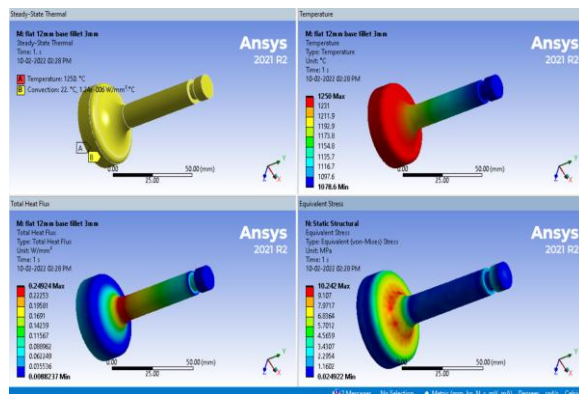 Steady-State Thermal
M: flat 12mm base fillet 3mm
Steady-State Thermal
Time: 1. s
10-02-2022 02:20 PM
A Temperature: 1250. °C
B Convection: 22. °C, 1.24e-006 W/mm²·°C
Ansys
2021 R2
A
B
0.00
50.00 (mm)
25.00
Y
Z
X
Temperature
M: flat 12mm base fillet 3mm
Temperature
Type: Temperature
Unit: °C
Time: 1 s
10-02-2022 02:20 PM
1250 Max
1231
1211.9
1192.9
1173.8
1154.8
1135.7
1116.7
1097.6
1078.6 Min
Ansys
2021 R2
0.00
50.00 (mm)
25.00
Y
Z
X
Total Heat Flux
M: flat 12mm base fillet 3mm
Total Heat Flux
Type: Total Heat Flux
Unit: W/mm²
Time: 1 s
10-02-2022 02:20 PM
0.24924 Max
0.22253
0.19581
0.1691
0.14239
0.11567
0.088962
0.062249
0.035536
0.0088237 Min
Ansys
2021 R2
0.00
50.00 (mm)
25.00
Y
Z
X
Equivalent Stress
N: Static Structural
Equivalent Stress
Type: Equivalent (von-Mises) Stress
Unit: MPa
Time: 1 s
10-02-2022 02:20 PM
10.242 Max
9.107
7.9717
6.8364
5.7012
4.5659
3.4307
2.2954
1.1602
0.024922 Min
Ansys
2021 R2
0.00
50.00 (mm)
25.00
Y
Z
X
No Selection